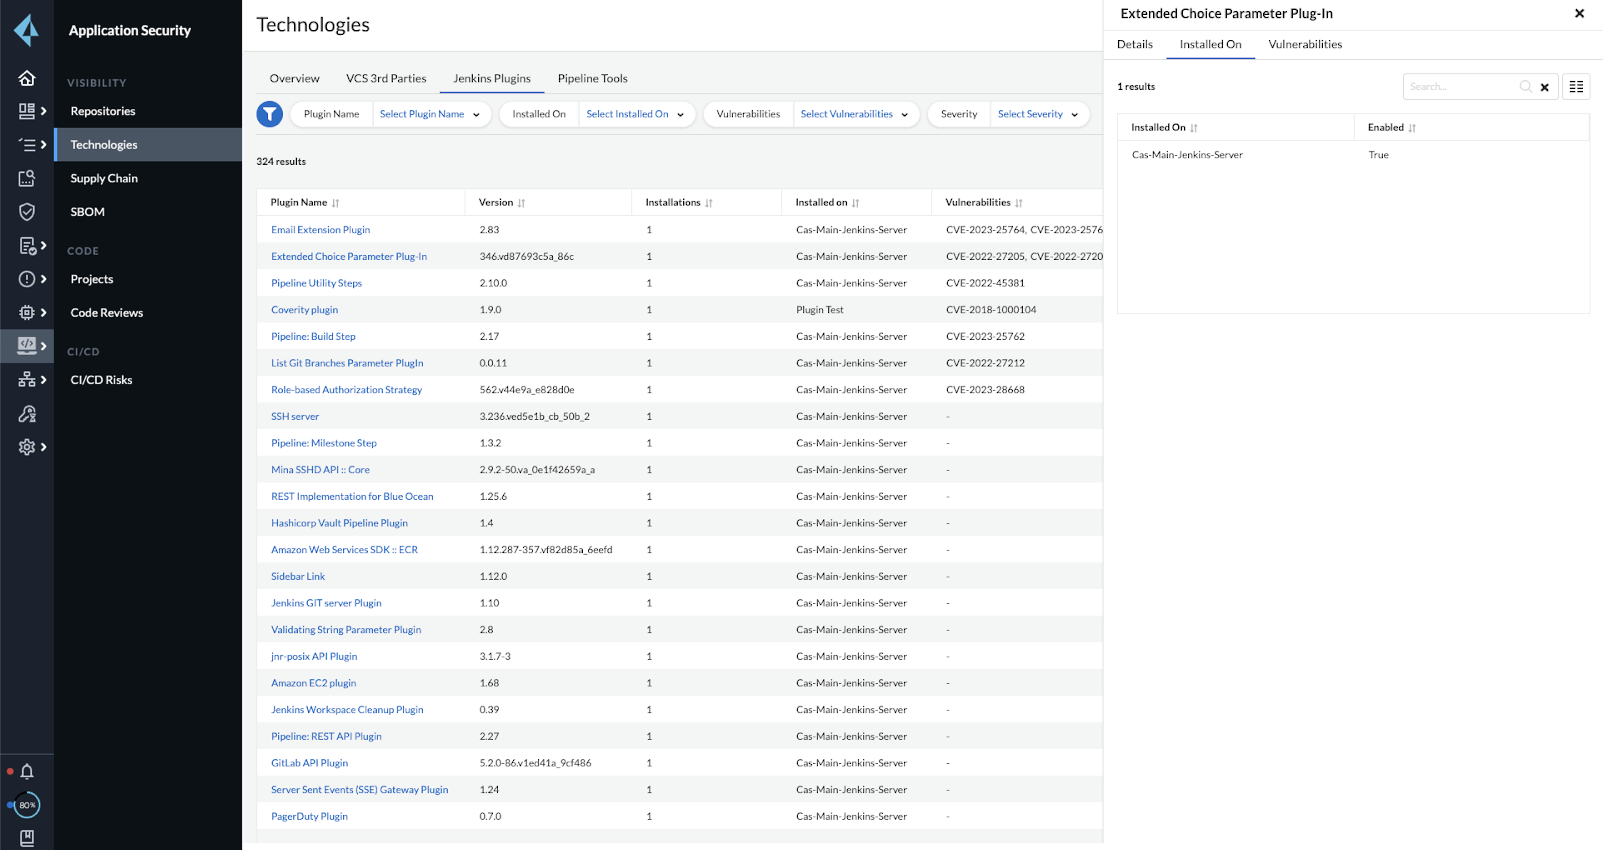 Application Security
VISIBILITY
Repositories
Technologies
Supply Chain
SBOM
CODE
Projects
Code Reviews
CI/CD
CI/CD Risks
80%
Technologies
Overview VCS 3rd Parties Jenkins Plugins Pipeline Tools
Plugin Name Select Plugin Name Installed On Select Installed On Vulnerabilities Select Vulnerabilities Severity Select Severity
324 results
Plugin Name Version Installations Installed on Vulnerabilities
Email Extension Plugin 2.83 1 Cas-Main-Jenkins-Server CVE-2023-25764, CVE-2023-2576
Extended Choice Parameter Plug-In 346.vd87693c5a_86c 1 Cas-Main-Jenkins-Server CVE-2022-27205, CVE-2022-2720
Pipeline Utility Steps 2.10.0 1 Cas-Main-Jenkins-Server CVE-2022-45381
Coverity plugin 1.9.0 1 Plugin Test CVE-2018-1000104
Pipeline: Build Step 2.17 1 Cas-Main-Jenkins-Server CVE-2023-25762
List Git Branches Parameter PlugIn 0.0.11 1 Cas-Main-Jenkins-Server CVE-2022-27212
Role-based Authorization Strategy 562.v44e9a_e828d0e 1 Cas-Main-Jenkins-Server CVE-2023-28668
SSH server 3.236.ved5e1b_cb_50b_2 1 Cas-Main-Jenkins-Server -
Pipeline: Milestone Step 1.3.2 1 Cas-Main-Jenkins-Server -
Mina SSHD API :: Core 2.9.2-50.va_0e1f42659a_a 1 Cas-Main-Jenkins-Server -
REST Implementation for Blue Ocean 1.25.6 1 Cas-Main-Jenkins-Server -
Hashicorp Vault Pipeline Plugin 1.4 1 Cas-Main-Jenkins-Server -
Amazon Web Services SDK :: ECR 1.12.287-357.vf82d85a_6eefd 1 Cas-Main-Jenkins-Server -
Sidebar Link 1.12.0 1 Cas-Main-Jenkins-Server -
Jenkins GIT server Plugin 1.10 1 Cas-Main-Jenkins-Server -
Validating String Parameter Plugin 2.8 1 Cas-Main-Jenkins-Server -
jnr-posix API Plugin 3.1.7-3 1 Cas-Main-Jenkins-Server -
Amazon EC2 plugin 1.68 1 Cas-Main-Jenkins-Server -
Jenkins Workspace Cleanup Plugin 0.39 1 Cas-Main-Jenkins-Server -
Pipeline: REST API Plugin 2.27 1 Cas-Main-Jenkins-Server -
GitLab API Plugin 5.2.0-86.v1ed41a_9cf486 1 Cas-Main-Jenkins-Server -
Server Sent Events (SSE) Gateway Plugin 1.24 1 Cas-Main-Jenkins-Server -
PagerDuty Plugin 0.7.0 1 Cas-Main-Jenkins-Server -
Extended Choice Parameter Plug-In
Details Installed On Vulnerabilities
1 results Search...
Installed On Enabled
Cas-Main-Jenkins-Server True